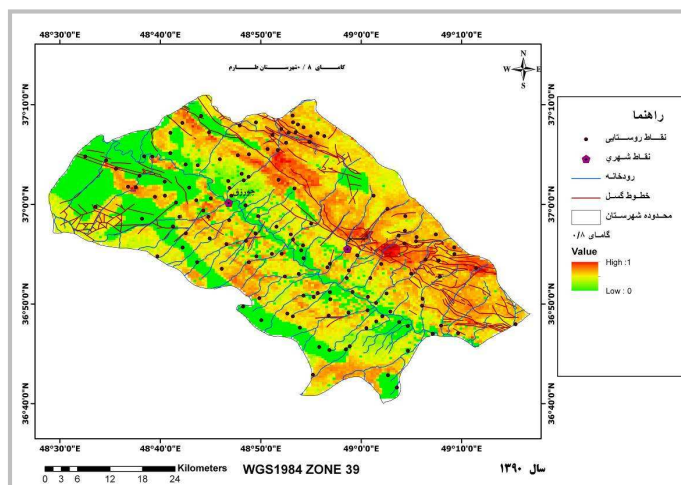 48°30'0"E 48°40'0"E 48°50'0"E 49°0'0"E 49°10'0"E
گامای ۰/۸ شهرستان طارم
N
W E
S
37°10'0"N 37°10'0"N
37°0'0"N 37°0'0"N
36°50'0"N 36°50'0"N
36°40'0"N 36°40'0"N
48°30'0"E 48°40'0"E 48°50'0"E 49°0'0"E 49°10'0"E
راهنما
نقاط روستایی
نقاط شهری
رودخانه
خطوط گسل
محدوده شهرستان
گامای ۰/۸
Value
High :1
Low : 0
Kilometers
0 3 6 12 18 24
WGS1984 ZONE 39
سال ۱۳۹۰